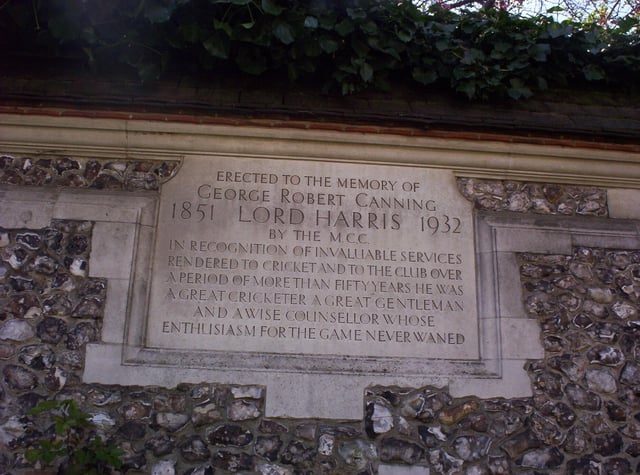 ERECTED TO THE MEMORY OF
GEORGE ROBERT CANNING
1851 LORD HARRIS 1932
BY THE M.C.C.
IN RECOGNITION OF INVALUABLE SERVICES
RENDERED TO CRICKET AND TO THE CLUB OVER
A PERIOD OF MORE THAN FIFTY YEARS HE WAS
A GREAT CRICKETER A GREAT GENTLEMAN
AND A WISE COUNSELLOR WHOSE
ENTHUSIASM FOR THE GAME NEVER WANED